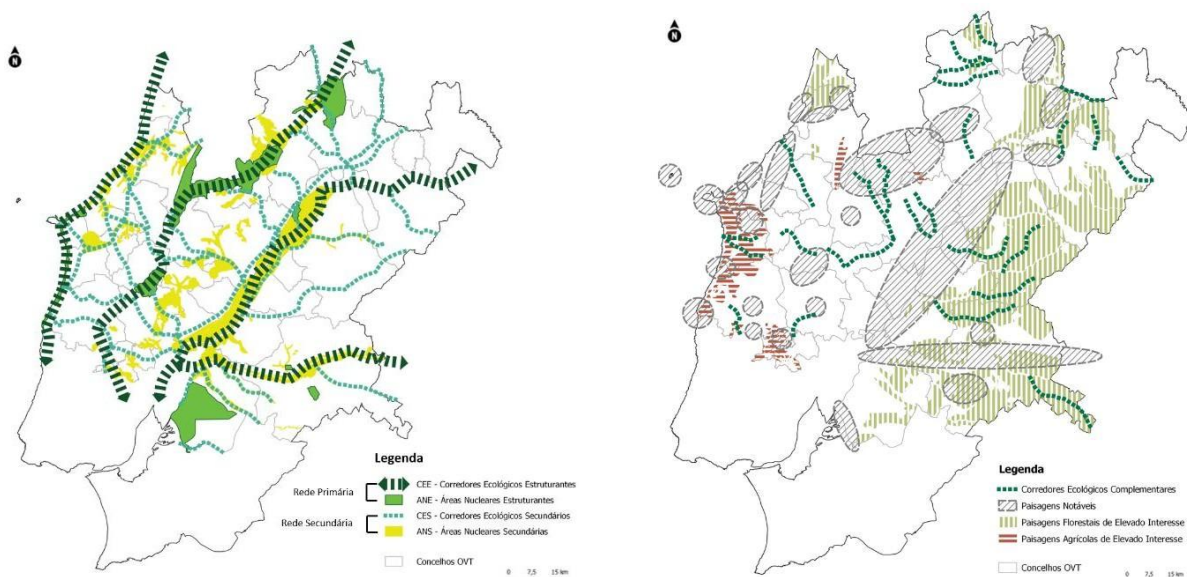 N
Legenda
Rede Primária
CEE - Corredores Ecológicos Estruturantes
ANE - Áreas Nucleares Estruturantes
Rede Secundária
CES - Corredores Ecológicos Secundários
ANS - Áreas Nucleares Secundárias
Concelhos OVT
0 7,5 15 km
N
Legenda
Corredores Ecológicos Complementares
Paisagens Notáveis
Paisagens Florestais de Elevado Interesse
Paisagens Agrícolas de Elevado Interesse
Concelhos OVT
0 7,5 15 km